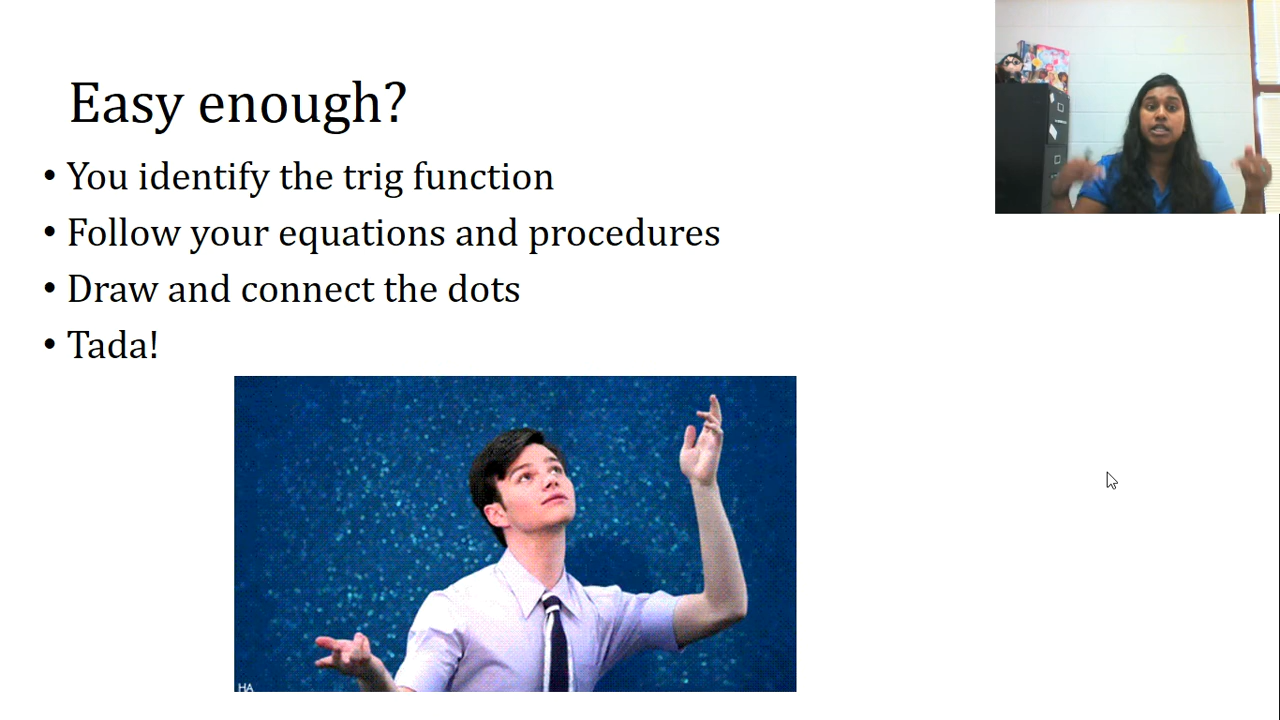 Easy enough?
• You identify the trig function
• Follow your equations and procedures
• Draw and connect the dots
• Tada!
HA